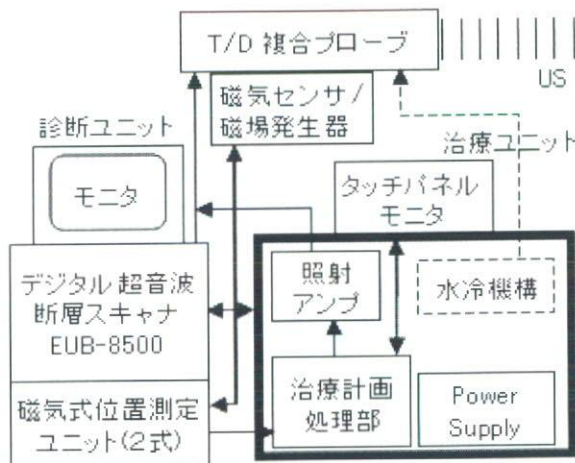 T/D 複合プローブ
US
磁気センサ/
磁場発生器
診断ユニット
治療ユニット
モニタ
タッチパネル
モニタ
デジタル超音波
断層スキャナ
EUB-8500
照射
アンプ
水冷機構
磁気式位置測定
ユニット(2式)
治療計画
処理部
Power
Supply